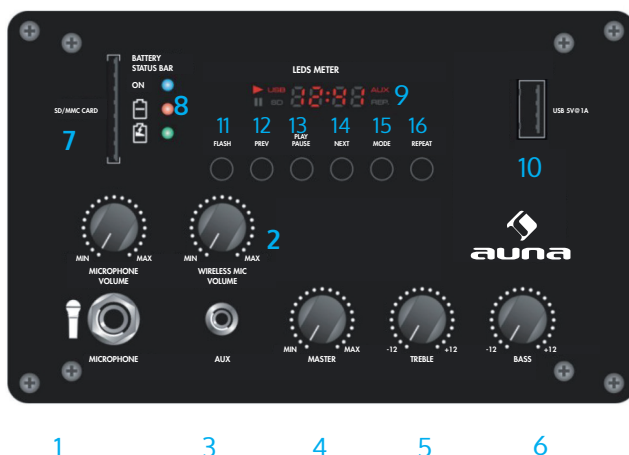 BATTERY
STATUS BAR
LEDS METER
ON
USB 18:88 AUX
SD REP.
8 9
SD/MMC CARD
USB 5V@1A
7
11 12 13 14 15 16
FLASH PREV PLAY PAUSE NEXT MODE REPEAT
10
2
MIN MAX MIN MAX
MICROPHONE VOLUME
WIRELESS MIC VOLUME
auna
MIN MAX -12 +12 -12 +12
MICROPHONE AUX MASTER TREBLE BASS
1 3 4 5 6